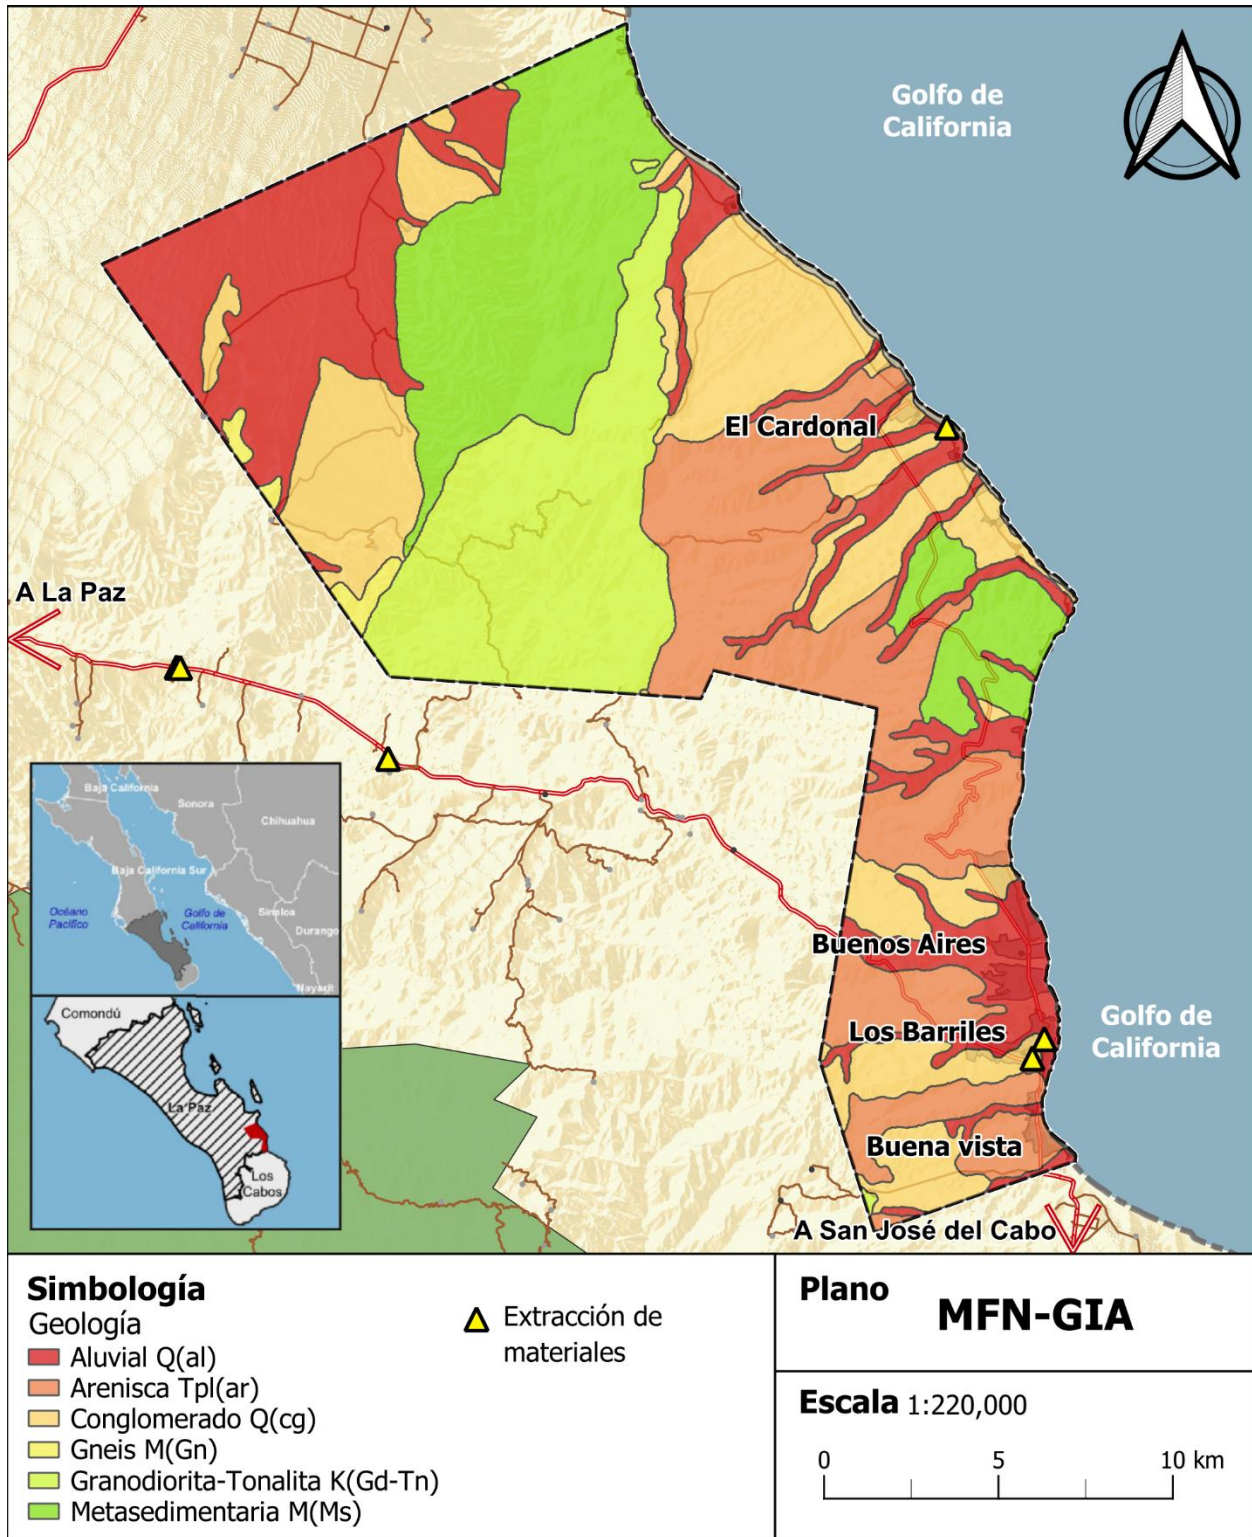 Golfo de
California
El Cardonal
A La Paz
Baja California
Sonora
Chihuahua
Baja California Sur
Océano
Pacífico
Golfo de
California
Sinaloa
Durango
Nayarit
Buenos Aires
Los Barriles
Golfo de
California
Comondú
La Paz
Los
Cabos
Buena vista
A San José del Cabo
Simbología
Geología
Aluvial Q(al)
Arenisca Tpl(ar)
Conglomerado Q(cg)
Gneis M(Gn)
Granodiorita-Tonalita K(Gd-Tn)
Metasedimentaria M(Ms)
Extracción de
materiales
Plano
MFN-GIA
Escala 1:220,000
0 5 10 km